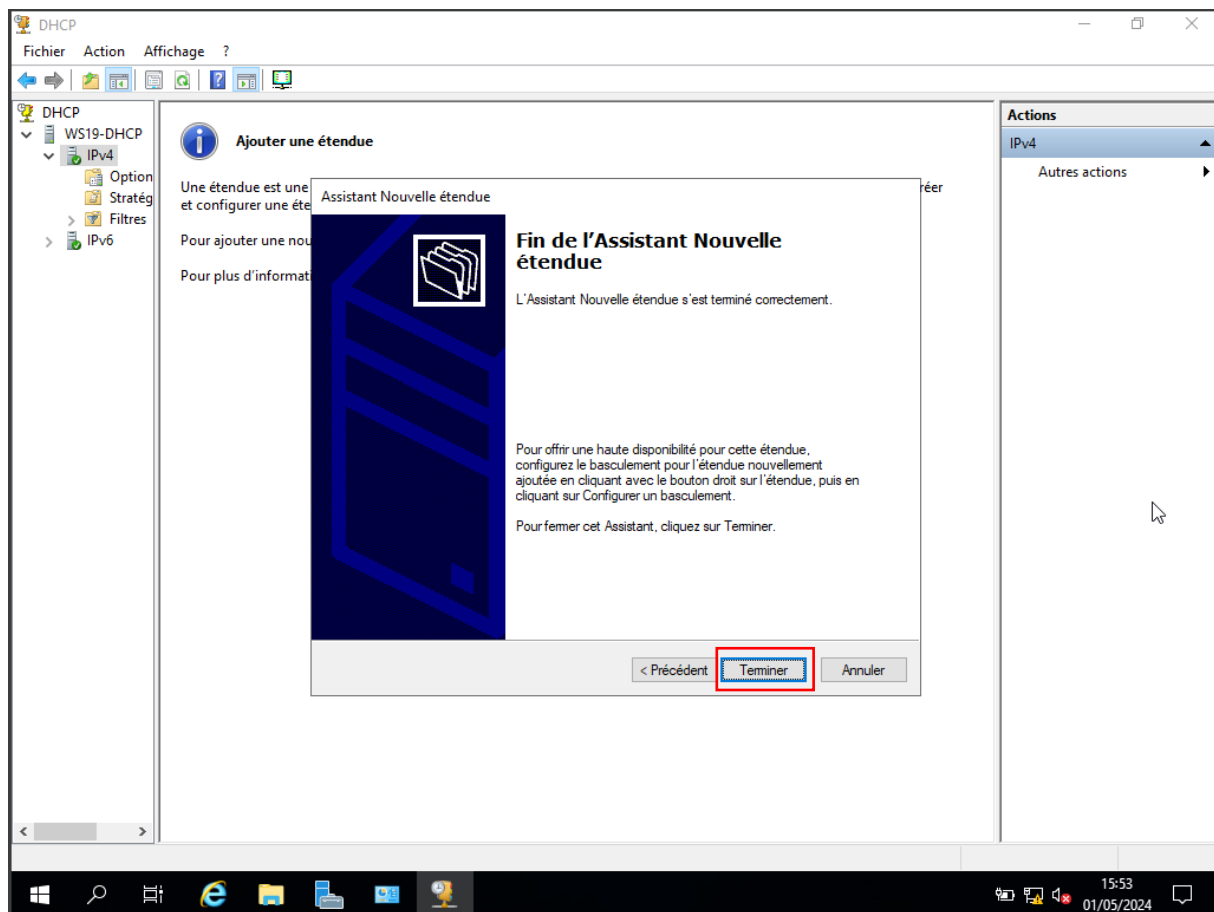 DHCP
Fichier Action Affichage ?
DHCP
WS19-DHCP
IPv4
Option
Stratég
Filtres
IPv6
Ajouter une étendue
Une étendue est une
réer
et configurer une éte
Pour ajouter une nou
Pour plus d'informati
Assistant Nouvelle étendue
Fin de l'Assistant Nouvelle
étendue
L'Assistant Nouvelle étendue s'est terminé correctement.
Pour offrir une haute disponibilité pour cette étendue,
configurez le basculement pour l'étendue nouvellement
ajoutée en cliquant avec le bouton droit sur l'étendue, puis en
cliquant sur Configurer un basculement.
Pour fermer cet Assistant, cliquez sur Terminer.
< Précédent Terminer Annuler
Actions
IPv4
Autres actions
15:53
01/05/2024